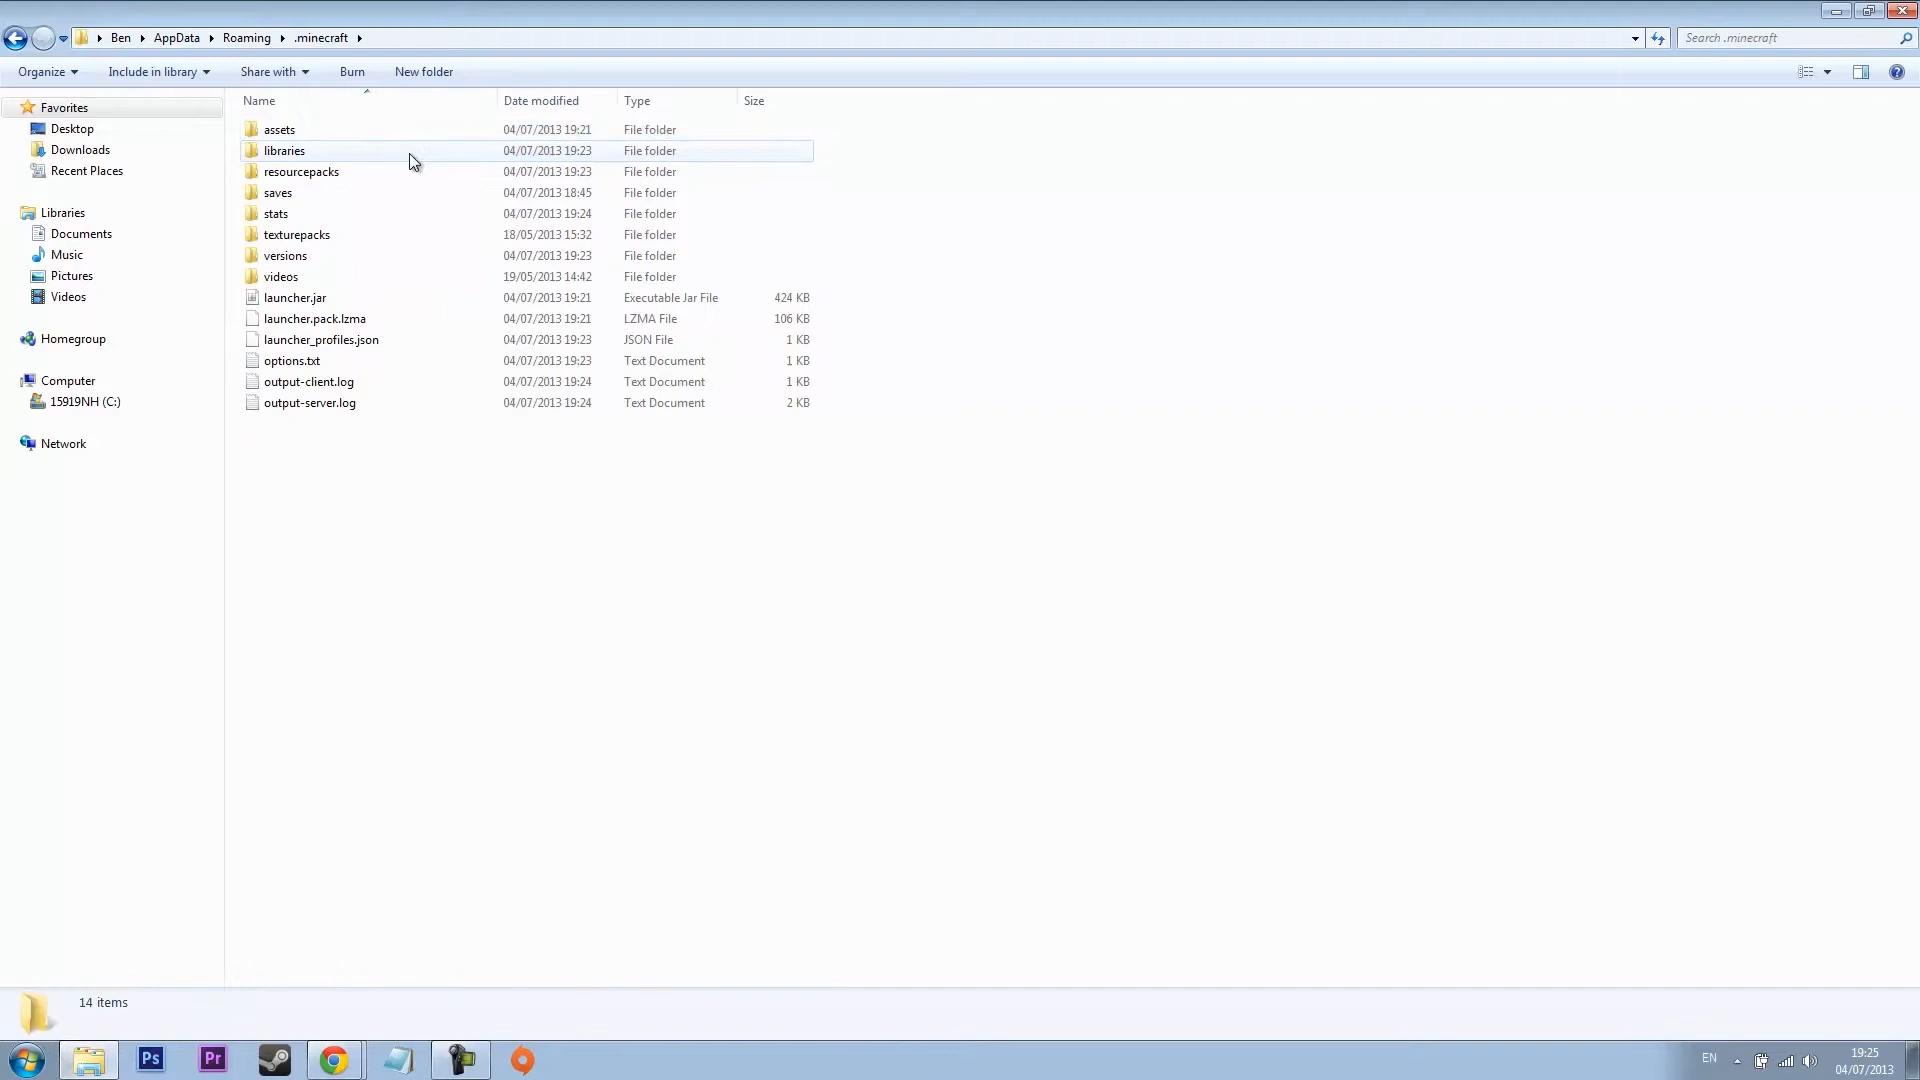 Ben AppData Roaming .minecraft
Search .minecraft
Organize Include in library Share with Burn New folder
Name Date modified Type Size
Favorites
Desktop
Downloads
Recent Places
Libraries
Documents
Music
Pictures
Videos
Homegroup
Computer
15919NH (C:)
Network
assets 04/07/2013 19:21 File folder
libraries 04/07/2013 19:23 File folder
resourcepacks 04/07/2013 19:23 File folder
saves 04/07/2013 18:45 File folder
stats 04/07/2013 19:24 File folder
texturepacks 18/05/2013 15:32 File folder
versions 04/07/2013 19:23 File folder
videos 19/05/2013 14:42 File folder
launcher.jar 04/07/2013 19:21 Executable Jar File 424 KB
launcher.pack.lzma 04/07/2013 19:21 LZMA File 106 KB
launcher_profiles.json 04/07/2013 19:23 JSON File 1 KB
options.txt 04/07/2013 19:23 Text Document 1 KB
output-client.log 04/07/2013 19:24 Text Document 1 KB
output-server.log 04/07/2013 19:24 Text Document 2 KB
14 items
Ps
Pr
EN
19:25
04/07/2013